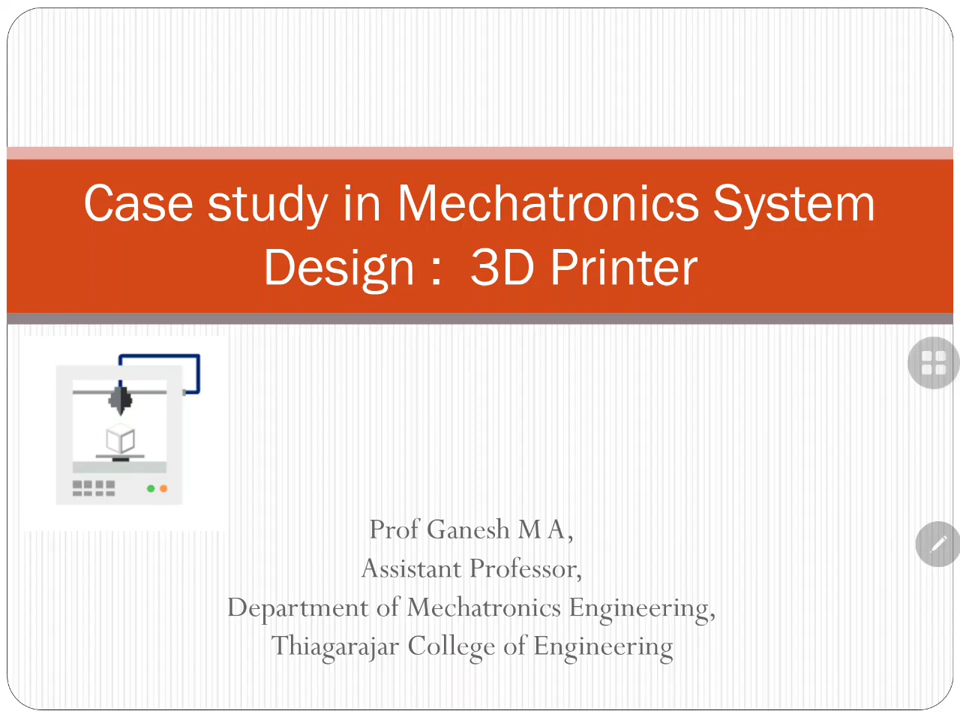 Case study in Mechatronics System
Design :  3D Printer
Prof Ganesh M A,
Assistant Professor,
Department of Mechatronics Engineering,
Thiagarajar College of Engineering